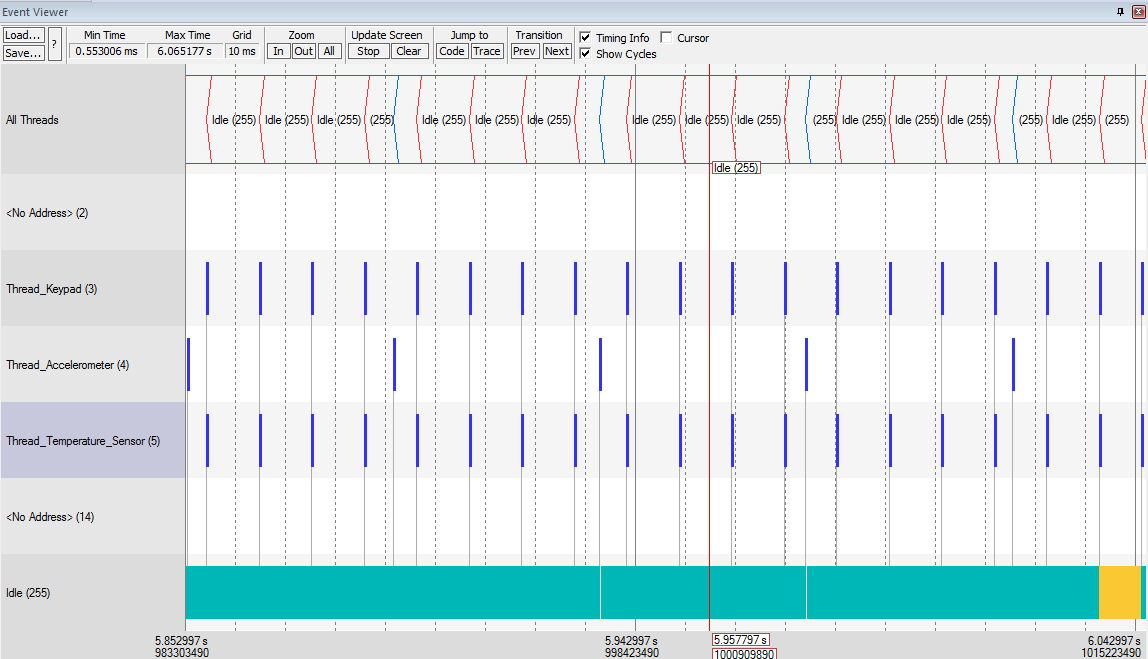 Event Viewer
Load... Min Time Max Time Grid Zoom Update Screen Jump to Transition Timing Info Cursor
Save... ? 0.553006 ms 6.065177 s 10 ms In Out All Stop Clear Code Trace Prev Next Show Cycles
All Threads Idle (255) Idle (255) Idle (255) (255) Idle (255) Idle (255) Idle (255) Idle (255) Idle (255) Idle (255) (255) Idle (255) Idle (255) Idle (255) (255) Idle (255) (255)
Idle (255)
<No Address> (2)
Thread_Keypad (3)
Thread_Accelerometer (4)
Thread_Temperature_Sensor (5)
<No Address> (14)
Idle (255)
5.852997 s 5.942997 s 5.957797 s 6.042997 s
983303490 998423490 1000909890 1015223490